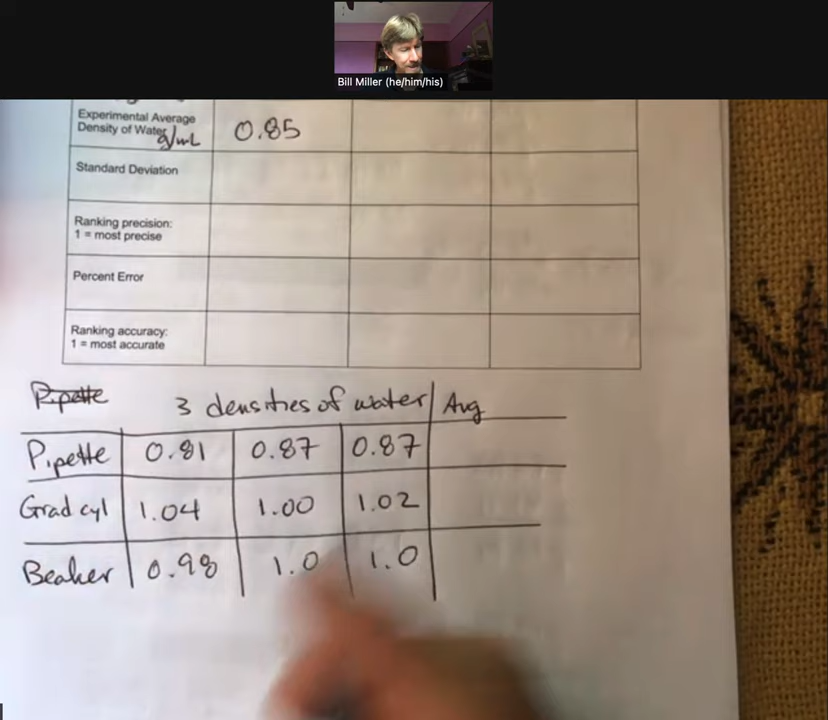 Bill Miller (he/him/his)
Experimental Average
Density of Water g/mL 0.85
Standard Deviation
Ranking precision:
1 = most precise
Percent Error
Ranking accuracy:
1 = most accurate
Pipette 3 densities of water Avg
Pipette 0.81 0.87 0.87
Grad cyl 1.04 1.00 1.02
Beaker 0.98 1.0 1.0